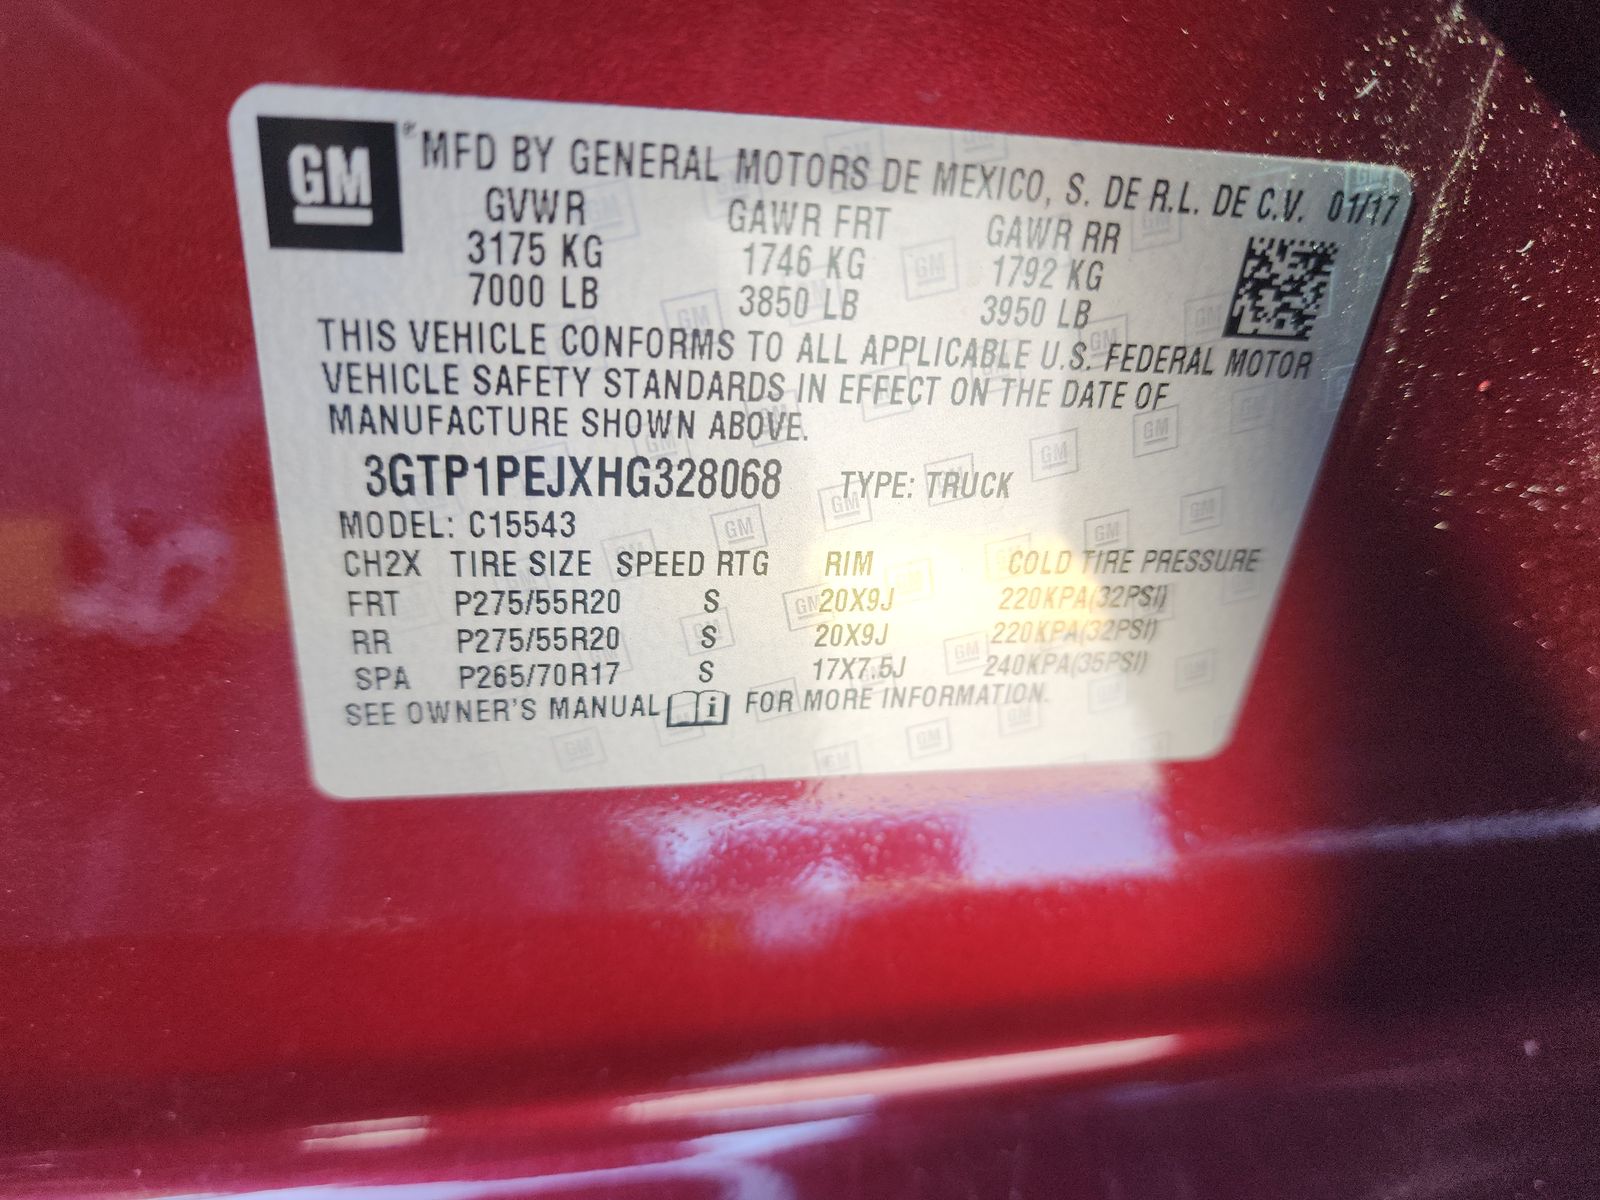 GM
® MFD BY GENERAL MOTORS DE MEXICO, S. DE R.L. DE C.V. 01/17
GVWR GAWR FRT GAWR RR
3175 KG 1746 KG 1792 KG
7000 LB 3850 LB 3950 LB
THIS VEHICLE CONFORMS TO ALL APPLICABLE U.S. FEDERAL MOTOR
VEHICLE SAFETY STANDARDS IN EFFECT ON THE DATE OF
MANUFACTURE SHOWN ABOVE.
3GTP1PEJXHG328068 TYPE: TRUCK
MODEL: C15543
CH2X TIRE SIZE SPEED RTG RIM COLD TIRE PRESSURE
FRT P275/55R20 S 20X9J 220KPA(32PSI)
RR P275/55R20 S 20X9J 220KPA(32PSI)
SPA P265/70R17 S 17X7.5J 240KPA(35PSI)
SEE OWNER'S MANUAL i FOR MORE INFORMATION.